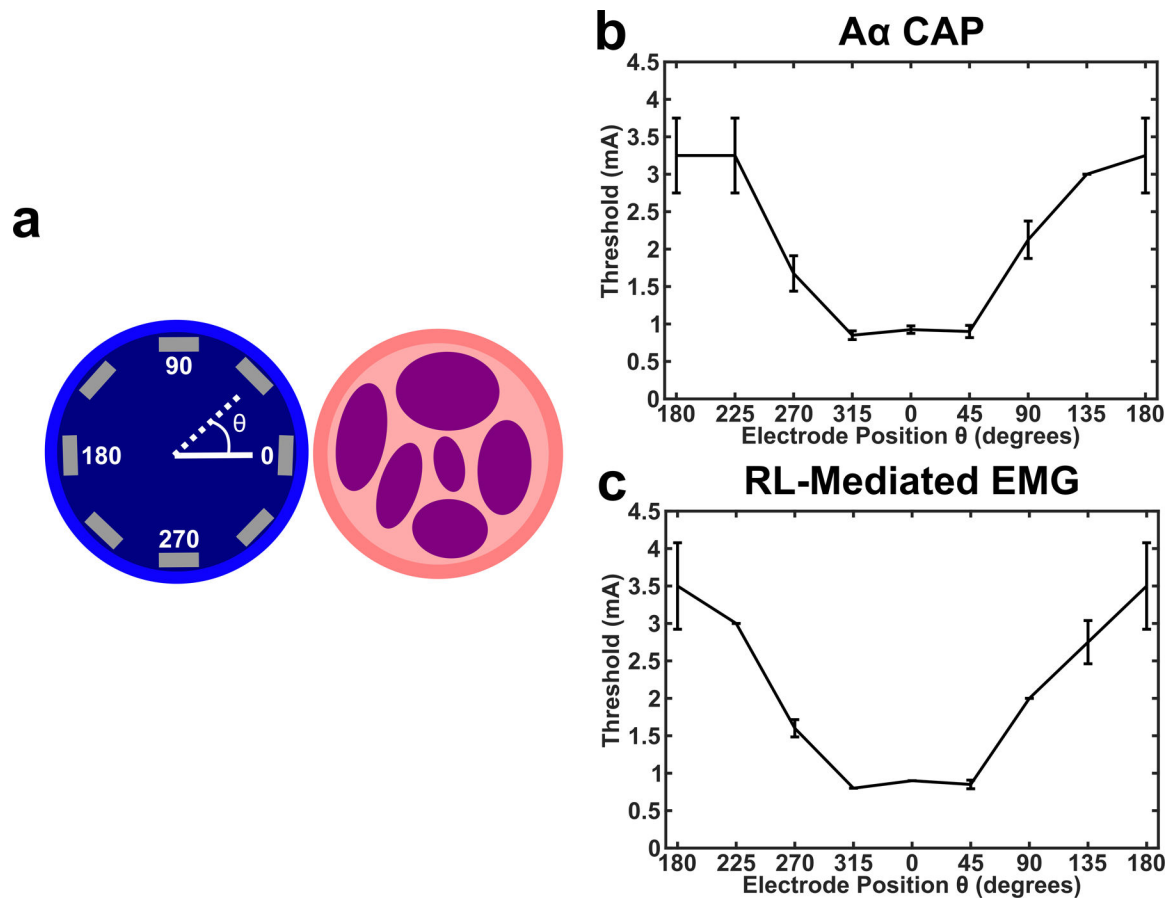 a
90
θ
180
0
270
b
Aα CAP
Threshold (mA)
4.5
4
3.5
3
2.5
2
1.5
1
0.5
0
180 225 270 315 0 45 90 135 180
Electrode Position θ (degrees)
c
RL-Mediated EMG
Threshold (mA)
4.5
4
3.5
3
2.5
2
1.5
1
0.5
0
180 225 270 315 0 45 90 135 180
Electrode Position θ (degrees)